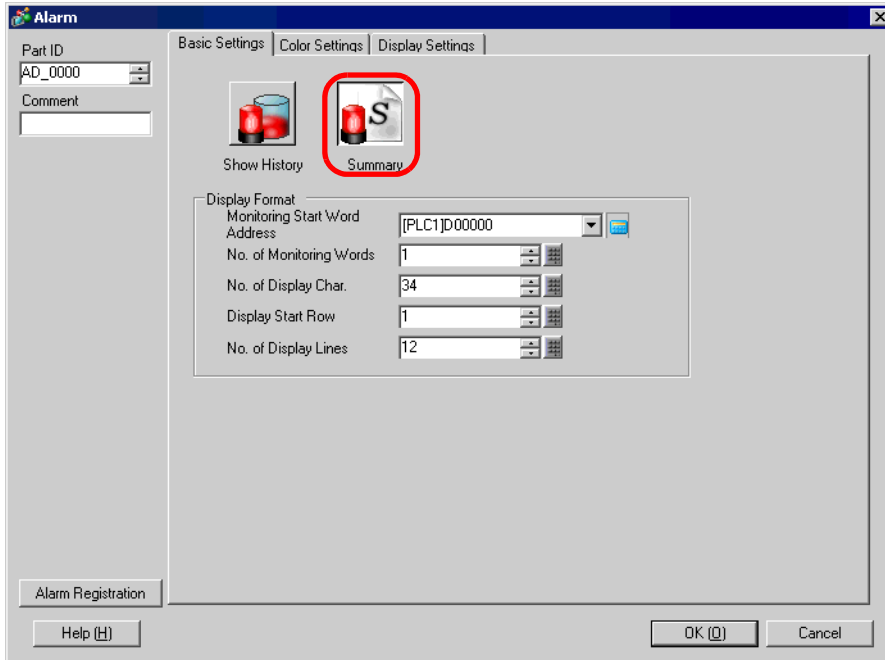 Alarm
Part ID
AD_0000
Comment
Basic Settings Color Settings Display Settings
S
Show History Summary
Display Format
Monitoring Start Word
Address
[PLC1]D00000
No. of Monitoring Words 1
No. of Display Char. 34
Display Start Row 1
No. of Display Lines 12
Alarm Registration
Help (H) OK (O) Cancel